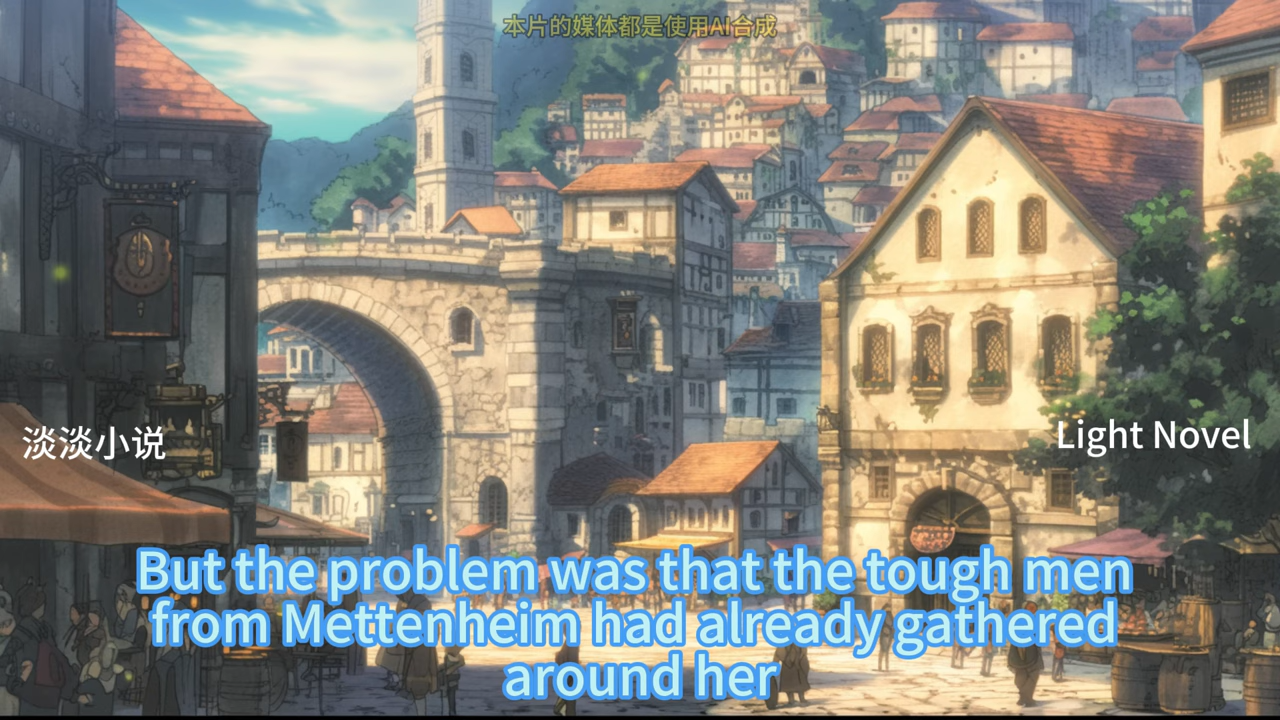 本片的媒体都是使用AI合成
淡淡小说
Light Novel
But the problem was that the tough men
from Mettenheim had already gathered
around her